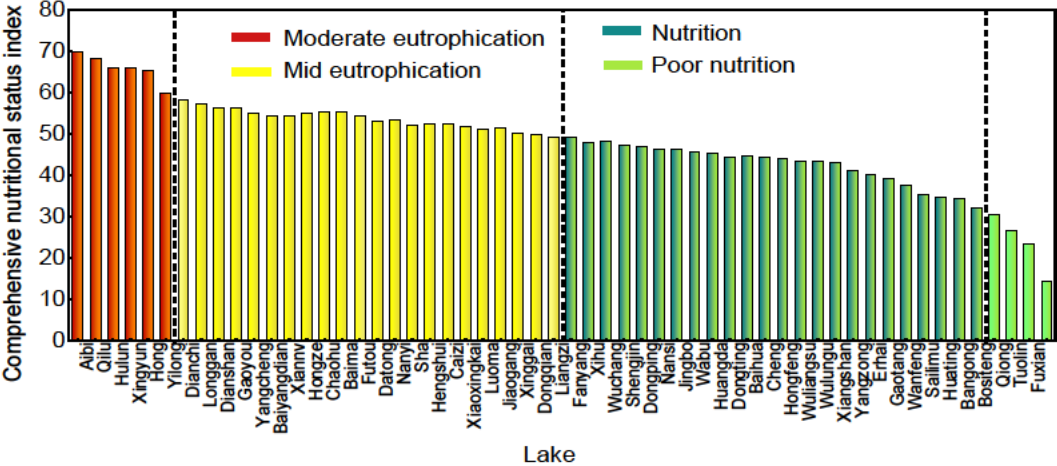 Comprehensive nutritional status index
80
70
60
50
40
30
20
10
0
Moderate eutrophication
Mid eutrophication
Nutrition
Poor nutrition
Aibi
Qilu
Hulun
Xingyun
Hong
Yilong
Dianchi
Longgan
Dianshan
Gaoyou
Yangcheng
Baiyangdian
Xiannv
Hongze
Chaohu
Baima
Futou
Datong
Nanyi
Sha
Hengshui
Caizi
Xiaoxingkai
Luoma
Jiaogang
Xinggai
Dongqian
Liangzi
Fanyang
Xihu
Wuchang
Shengjin
Dongping
Nansi
Jingbo
Wabu
Huangda
Dongting
Baihua
Cheng
Hongfeng
Wuliangsu
Wulungu
Xiangshan
Yangzong
Erhai
Gaotang
Wanfeng
Sailimu
Huating
Bangong
Bositeng
Qiong
Tuolin
Fuxian
Lake